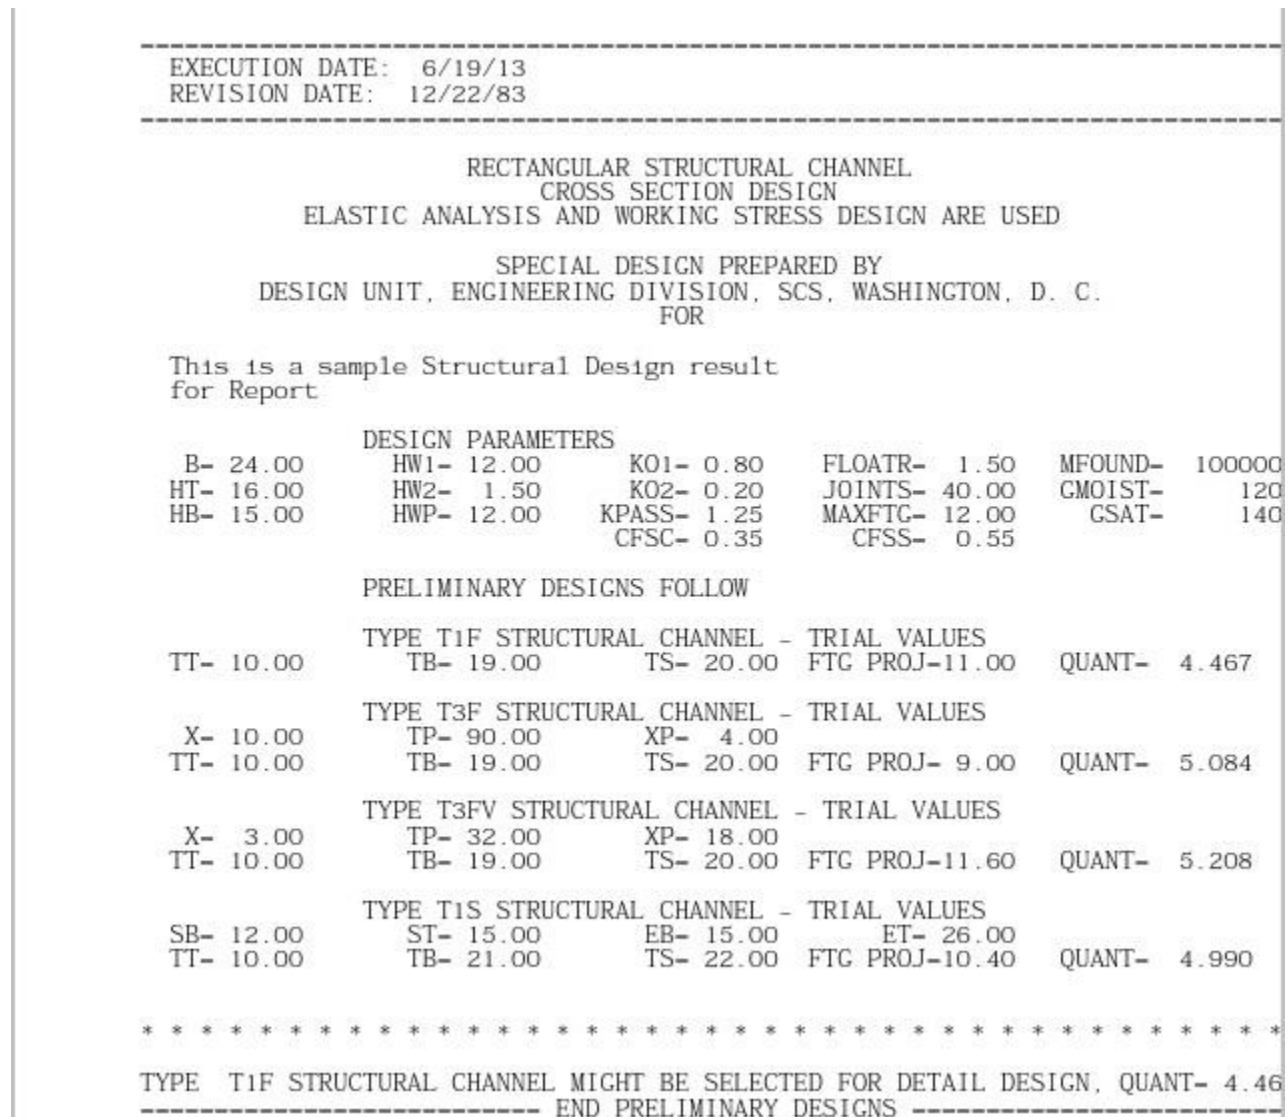 --------------------------------------------------------------------------------
EXECUTION DATE: 6/19/13
REVISION DATE: 12/22/83
--------------------------------------------------------------------------------
RECTANGULAR STRUCTURAL CHANNEL
CROSS SECTION DESIGN
ELASTIC ANALYSIS AND WORKING STRESS DESIGN ARE USED
SPECIAL DESIGN PREPARED BY
DESIGN UNIT, ENGINEERING DIVISION, SCS, WASHINGTON, D. C.
FOR
This is a sample Structural Design result
for Report
DESIGN PARAMETERS
B- 24.00 HW1- 12.00 KO1- 0.80 FLOATR- 1.50 MFOUND- 100000
HT- 16.00 HW2- 1.50 KO2- 0.20 JOINTS- 40.00 GMOIST- 120
HB- 15.00 HWP- 12.00 KPASS- 1.25 MAXFTG- 12.00 GSAT- 140
CFSC- 0.35 CFSS- 0.55
PRELIMINARY DESIGNS FOLLOW
TYPE T1F STRUCTURAL CHANNEL - TRIAL VALUES
TT- 10.00 TB- 19.00 TS- 20.00 FTG PROJ-11.00 QUANT- 4.467
TYPE T3F STRUCTURAL CHANNEL - TRIAL VALUES
X- 10.00 TP- 90.00 XP- 4.00
TT- 10.00 TB- 19.00 TS- 20.00 FTG PROJ- 9.00 QUANT- 5.084
TYPE T3FV STRUCTURAL CHANNEL - TRIAL VALUES
X- 3.00 TP- 32.00 XP- 18.00
TT- 10.00 TB- 19.00 TS- 20.00 FTG PROJ-11.60 QUANT- 5.208
TYPE T1S STRUCTURAL CHANNEL - TRIAL VALUES
SB- 12.00 ST- 15.00 EB- 15.00 ET- 26.00
TT- 10.00 TB- 21.00 TS- 22.00 FTG PROJ-10.40 QUANT- 4.990
* * * * * * * * * * * * * * * * * * * * * * * * * * * * * * * * * * * * * * *
TYPE T1F STRUCTURAL CHANNEL MIGHT BE SELECTED FOR DETAIL DESIGN, QUANT- 4.46
---------------------------- END PRELIMINARY DESIGNS --------------------------